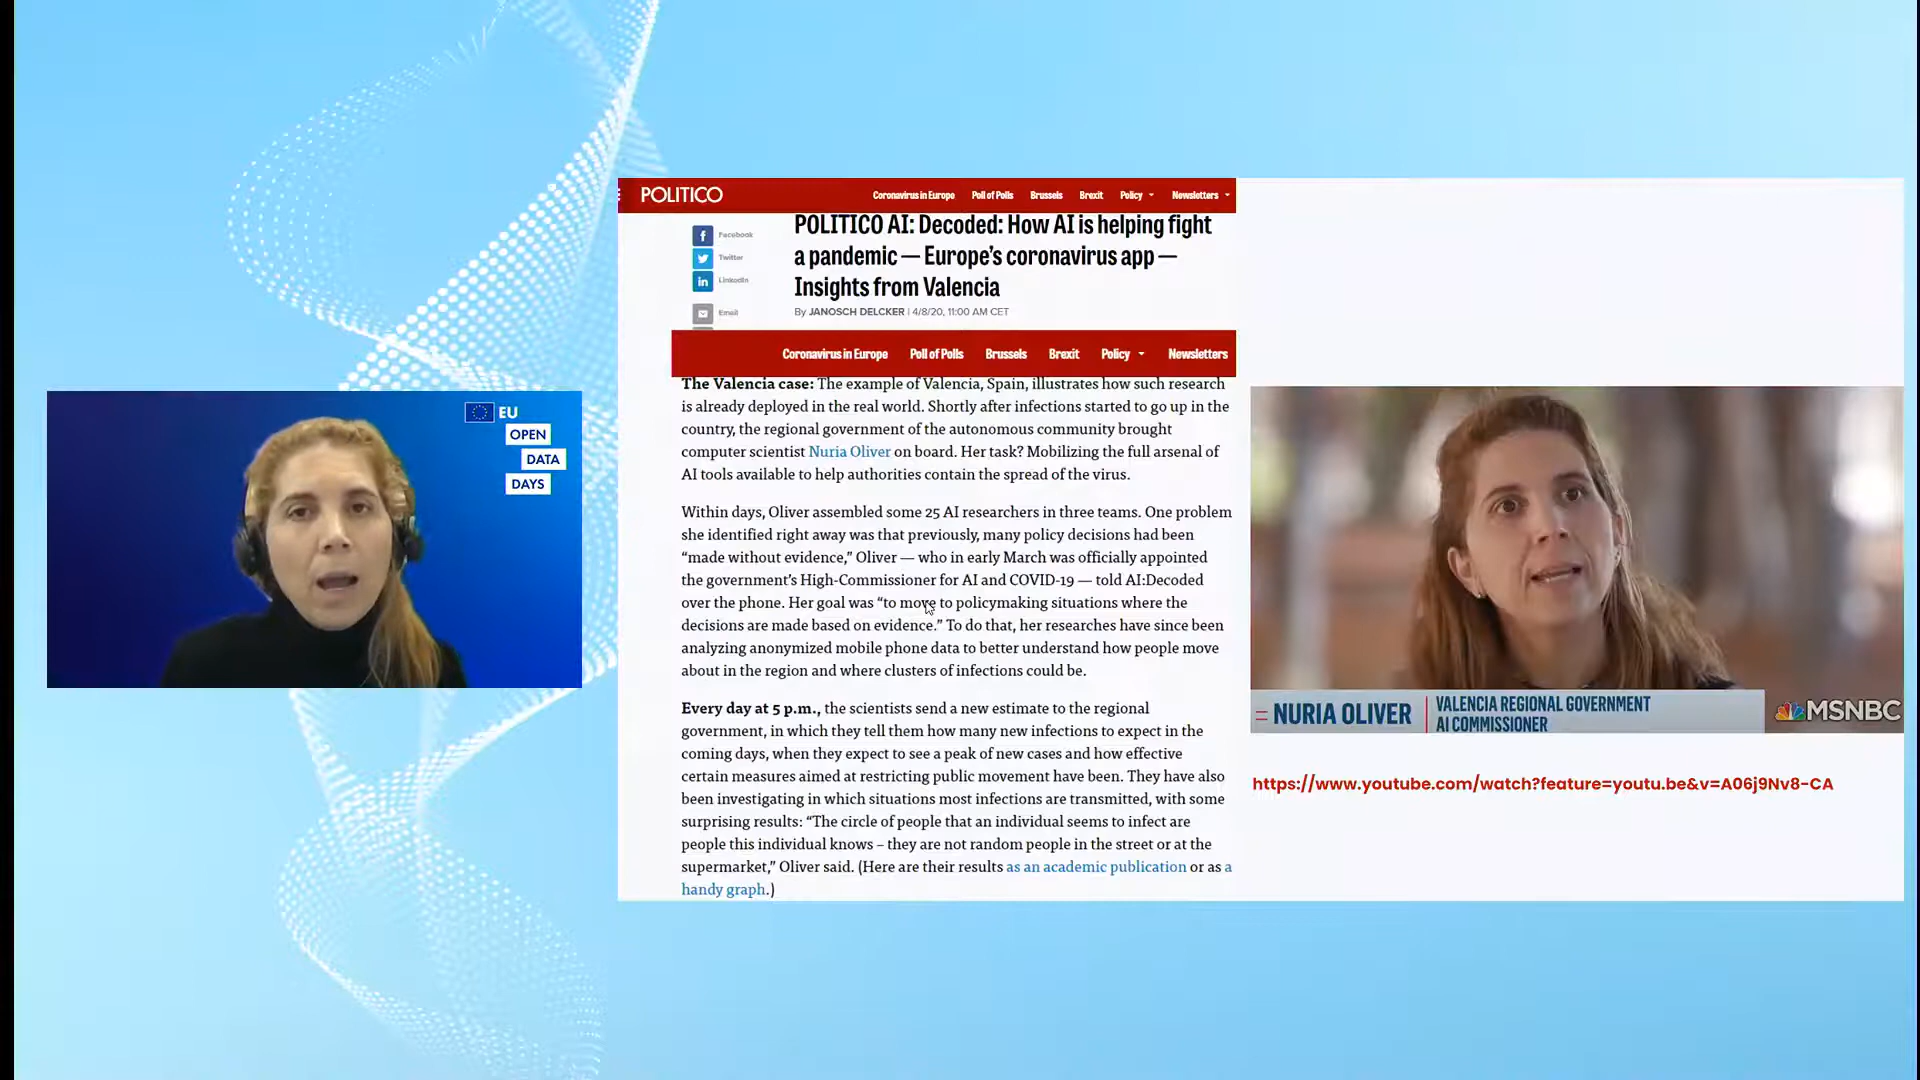 EU
OPEN
DATA
DAYS
POLITICO
Coronavirus in Europe Poll of Polls Brussels Brexit Policy Newsletters
Facebook
Twitter
LinkedIn
Email
POLITICO AI: Decoded: How AI is helping fight
a pandemic — Europe’s coronavirus app —
Insights from Valencia
By JANOSCH DELCKER | 4/8/20, 11:00 AM CET
Coronavirus in Europe Poll of Polls Brussels Brexit Policy Newsletters
The Valencia case: The example of Valencia, Spain, illustrates how such research
is already deployed in the real world. Shortly after infections started to go up in the
country, the regional government of the autonomous community brought
computer scientist Nuria Oliver on board. Her task? Mobilizing the full arsenal of
AI tools available to help authorities contain the spread of the virus.
Within days, Oliver assembled some 25 AI researchers in three teams. One problem
she identified right away was that previously, many policy decisions had been
“made without evidence,” Oliver — who in early March was officially appointed
the government’s High-Commissioner for AI and COVID-19 — told AI:Decoded
over the phone. Her goal was “to move to policymaking situations where the
decisions are made based on evidence.” To do that, her researches have since been
analyzing anonymized mobile phone data to better understand how people move
about in the region and where clusters of infections could be.
Every day at 5 p.m., the scientists send a new estimate to the regional
government, in which they tell them how many new infections to expect in the
coming days, when they expect to see a peak of new cases and how effective
certain measures aimed at restricting public movement have been. They have also
been investigating in which situations most infections are transmitted, with some
surprising results: “The circle of people that an individual seems to infect are
people this individual knows – they are not random people in the street or at the
supermarket,” Oliver said. (Here are their results as an academic publication or as a
handy graph.)
NURIA OLIVER
VALENCIA REGIONAL GOVERNMENT
AI COMMISSIONER
MSNBC
https://www.youtube.com/watch?feature=youtu.be&v=A06j9Nv8-CA